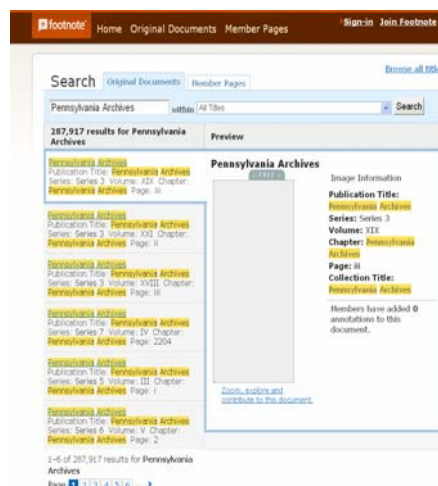 footnote Home Original Documents Member Pages Sign-in Join Footnote
Browse all titl
Search Original Documents Member Pages
Pennsylvania Archives within All Titles Search
287,917 results for Pennsylvania
Archives
Pennsylvania Archives
Publication Title: Pennsylvania Archives
Series: Series 3 Volume: XIX Chapter:
Pennsylvania Archives Page: iii
Pennsylvania Archives
Publication Title: Pennsylvania Archives
Series: Series 3 Volume: XXI Chapter:
Pennsylvania Archives Page: ii
Pennsylvania Archives
Publication Title: Pennsylvania Archives
Series: Series 3 Volume: XVIII Chapter:
Pennsylvania Archives Page: iii
Pennsylvania Archives
Publication Title: Pennsylvania Archives
Series: Series 7 Volume: IV Chapter:
Pennsylvania Archives Page: 2204
Pennsylvania Archives
Publication Title: Pennsylvania Archives
Series: Series 5 Volume: III Chapter:
Pennsylvania Archives Page: i
Pennsylvania Archives
Publication Title: Pennsylvania Archives
Series: Series 6 Volume: V Chapter:
Pennsylvania Archives Page: 2
1-6 of 287,917 results for Pennsylvania
Archives
Page 1 2 3 4 5 6
Preview
Pennsylvania Archives
FREE
Zoom, explore and
contribute to this document.
Image Information
Publication Title:
Pennsylvania Archives
Series: Series 3
Volume: XIX
Chapter: Pennsylvania
Archives
Page: iii
Collection Title:
Pennsylvania Archives
Members have added 0
annotations to this
document.